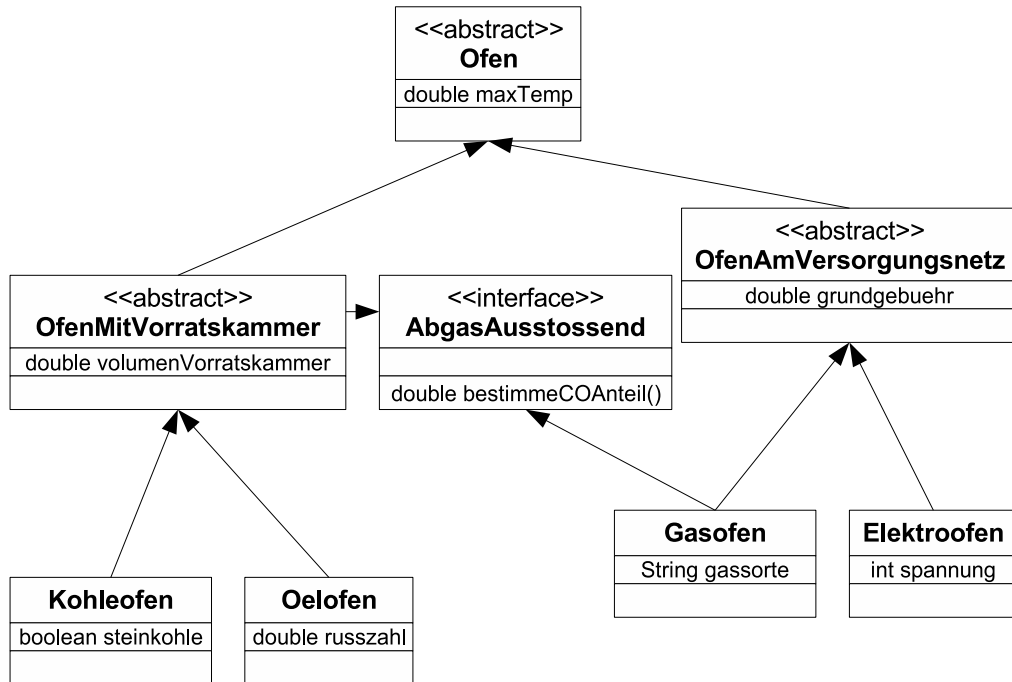 <<abstract>>
Ofen
double maxTemp
<<abstract>>
OfenAmVersorgungsnetz
double grundgebuehr
<<abstract>>
OfenMitVorratskammer
double volumenVorratskammer
<<interface>>
AbgasAusstossend
double bestimmeCOAnteil()
Gasofen
String gassorte
Elektroofen
int spannung
Kohleofen
boolean steinkohle
Oelofen
double russzahl